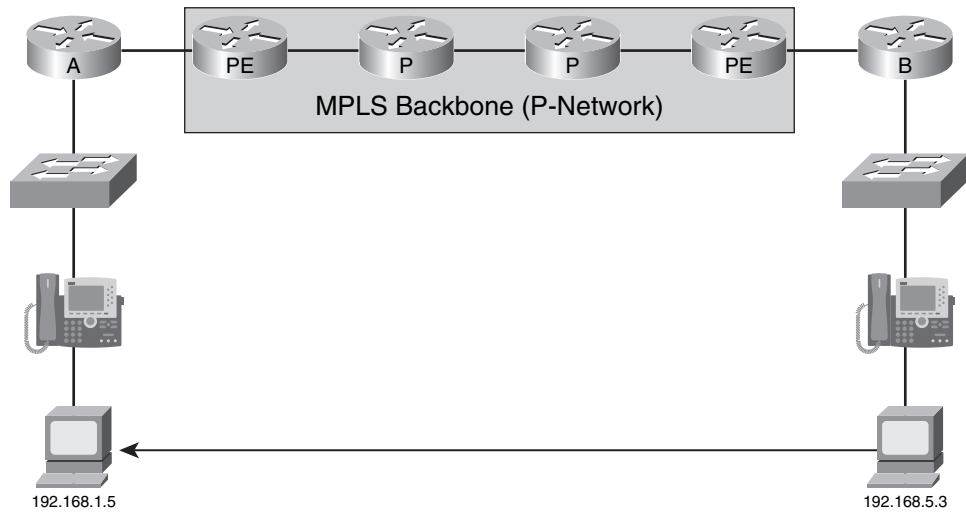 A
PE
P
P
PE
B
MPLS Backbone (P-Network)
192.168.1.5
192.168.5.3